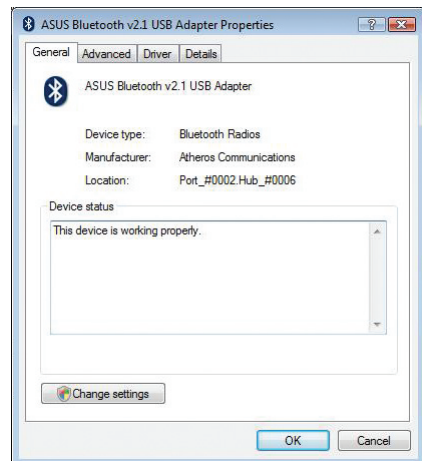 ASUS Bluetooth v2.1 USB Adapter Properties
General Advanced Driver Details
ASUS Bluetooth v2.1 USB Adapter
Device type: Bluetooth Radios
Manufacturer: Atheros Communications
Location: Port_#0002.Hub_#0006
Device status
This device is working properly.
Change settings
OK Cancel